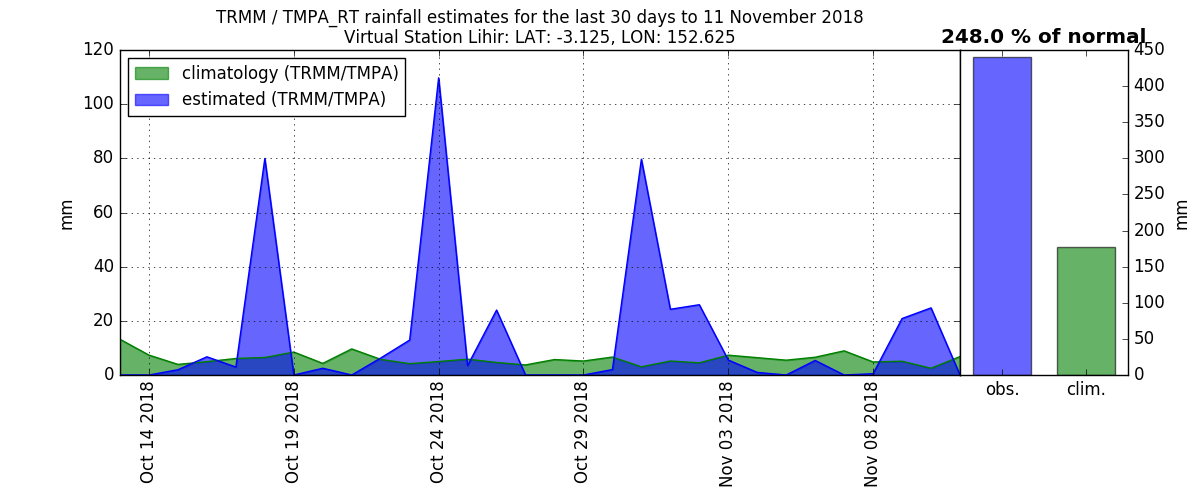 TRMM / TMPA_RT rainfall estimates for the last 30 days to 11 November 2018
Virtual Station Lihir: LAT: -3.125, LON: 152.625
248.0 % of normal
climatology (TRMM/TMPA)
estimated (TRMM/TMPA)
mm
120
100
80
60
40
20
0
Oct 14 2018
Oct 19 2018
Oct 24 2018
Oct 29 2018
Nov 03 2018
Nov 08 2018
obs.
clim.
450
400
350
300
250
200
150
100
50
0
mm